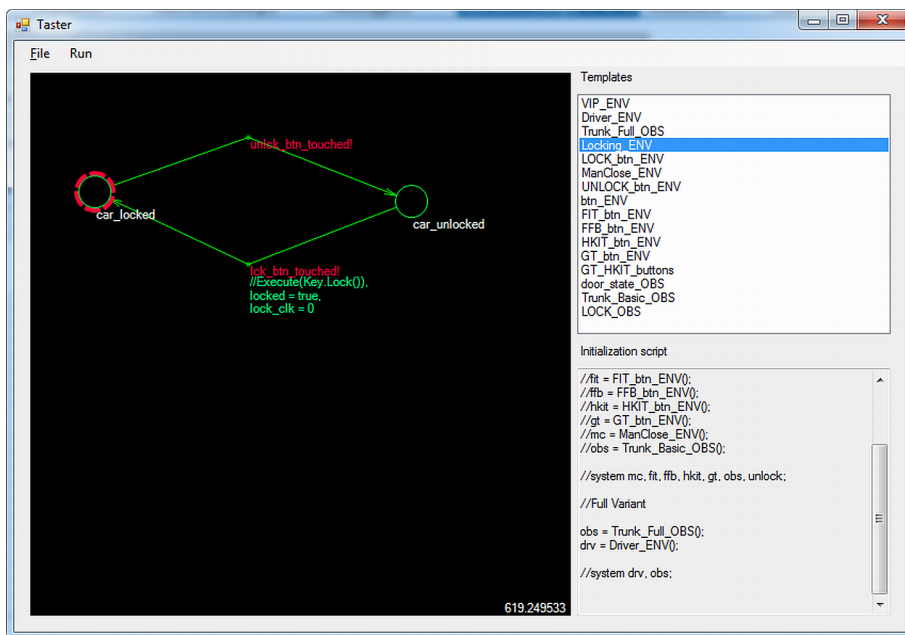 Taster
File Run
unlck_btn_touched!
car_locked
car_unlocked
lck_btn_touched!
//Execute(Key.Lock()),
locked = true,
lock_clk = 0
619.249533
Templates
VIP_ENV
Driver_ENV
Trunk_Full_OBS
Locking_ENV
LOCK_btn_ENV
ManClose_ENV
UNLOCK_btn_ENV
btn_ENV
FIT_btn_ENV
FFB_btn_ENV
HKIT_btn_ENV
GT_btn_ENV
GT_HKIT_buttons
door_state_OBS
Trunk_Basic_OBS
LOCK_OBS
Initialization script
//fit = FIT_btn_ENV();
//ffb = FFB_btn_ENV();
//hkit = HKIT_btn_ENV();
//gt = GT_btn_ENV();
//mc = ManClose_ENV();
//obs = Trunk_Basic_OBS();
//system mc, fit, ffb, hkit, gt, obs, unlock;
//Full Variant
obs = Trunk_Full_OBS();
drv = Driver_ENV();
//system drv, obs;